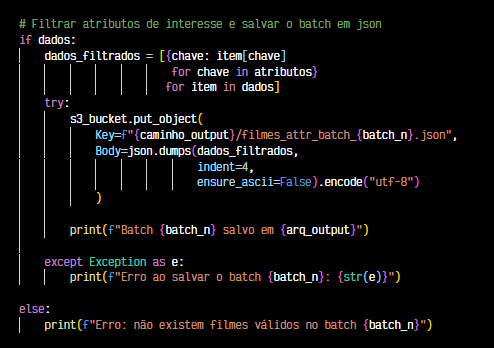 # Filtrar atributos de interesse e salvar o batch em json
if dados:
    dados_filtrados = [{chave: item[chave]
                        for chave in atributos}
                       for item in dados]
    try:
        s3_bucket.put_object(
            Key=f"{caminho_output}/filmes_attr_batch_{batch_n}.json",
            Body=json.dumps(dados_filtrados,
                            indent=4,
                            ensure_ascii=False).encode("utf-8")
            )

        print(f"Batch {batch_n} salvo em {arq_output}")

    except Exception as e:
        print(f"Erro ao salvar o batch {batch_n}: {str(e)}")

else:
    print(f"Erro: não existem filmes válidos no batch {batch_n}")